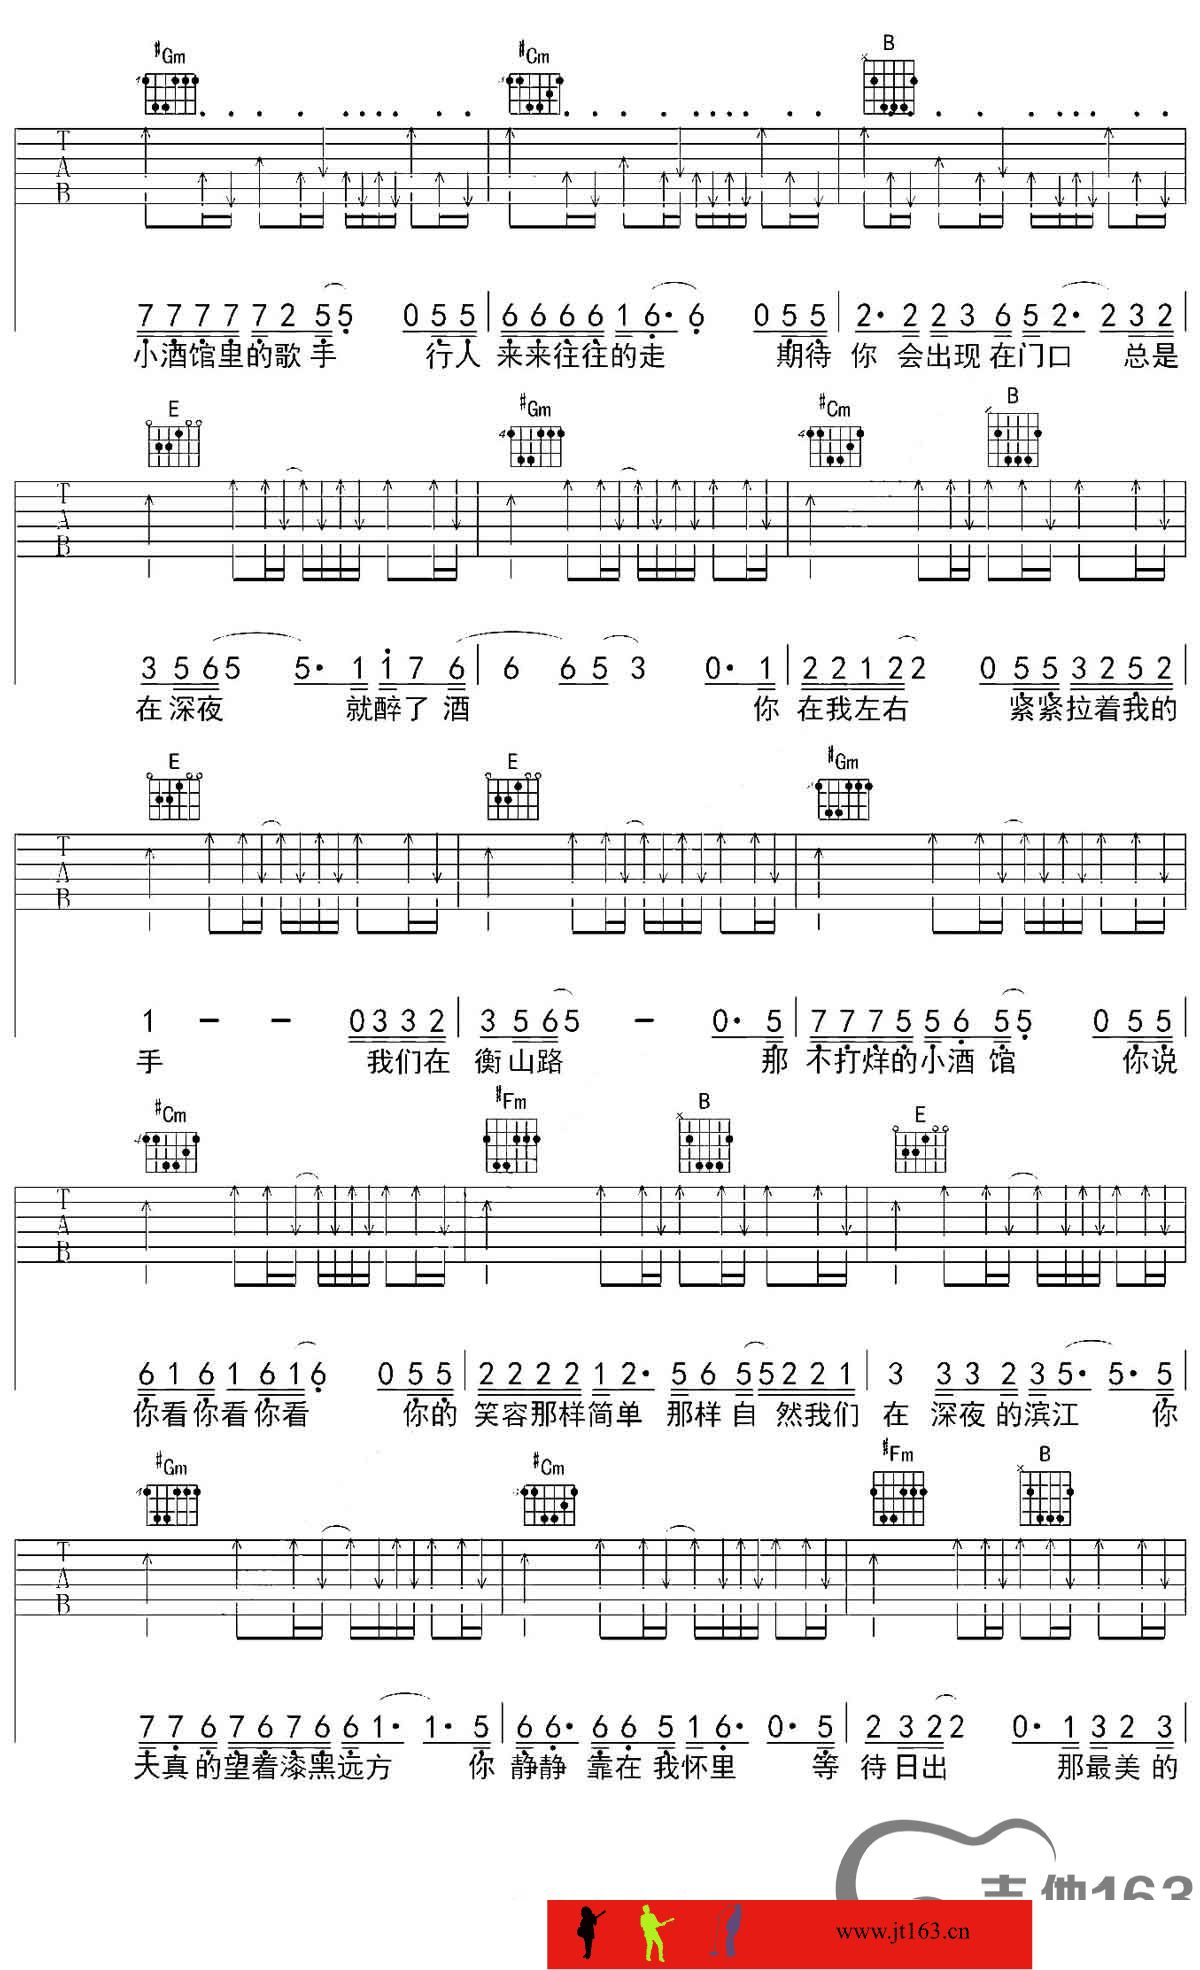 #Gm #Cm B
T
A
B
7 7 7 7 7 2 5 5 0 5 5 | 6 6 6 6 1 6· 6 0 5 5 | 2· 2 2 3 6 5 2· 2 3 2
小酒馆里的歌手 行人 来来往往的走 期待 你 会出现在门口 总是
E #Gm #Cm B
T
A
B
3 5 6 5 5· 1 1 7 6 | 6 6 5 3 0· 1 | 2 2 1 2 2 0 5 5 3 2 5 2
在深夜 就醉了酒 你 在我左右 紧紧拉着我的
E E #Gm
T
A
B
1 – – 0 3 3 2 | 3 5 6 5 – 0· 5 | 7 7 7 5 5 6 5 5 0 5 5
手 我们在 衡山路 那 不打烊的小酒馆 你说
#Cm #Fm B E
T
A
B
6 1 6 1 6 1 6 0 5 5 | 2 2 2 2 1 2· 5 6 5 5 2 2 1 | 3 3 3 2 3 5· 5· 5
你看你看你看 你的 笑容那样简单 那样自然我们 在 深夜的滨江 你
#Gm #Cm #Fm B
T
A
B
7 7 6 7 6 7 6 6 1· 1· 5 | 6 6· 6 6 5 1 6· 0· 5 | 2 3 2 2 0· 1 3 2 3
天真的望着漆黑远方 你 静静 靠在我怀里 等 待日出 那最美的
吉他163
www.jt163.cn